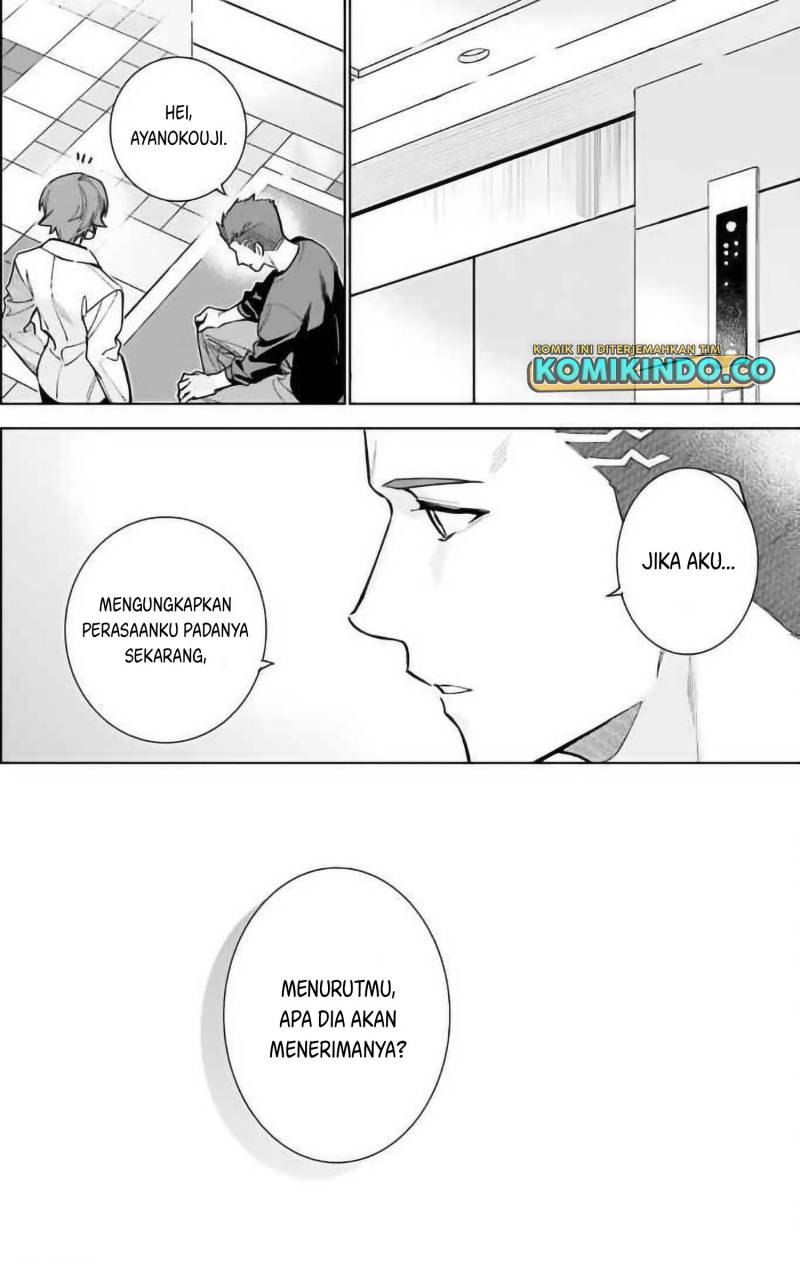 HEI,
AYANOKOUJI.
KOMIK INI DITERJEMAHKAN TIM
KOMIKINDO.CO
JIKA AKU...
MENGUNGKAPKAN
PERASAANKU PADANYA
SEKARANG,
MENURUTMU,
APA DIA AKAN
MENERIMANYA?